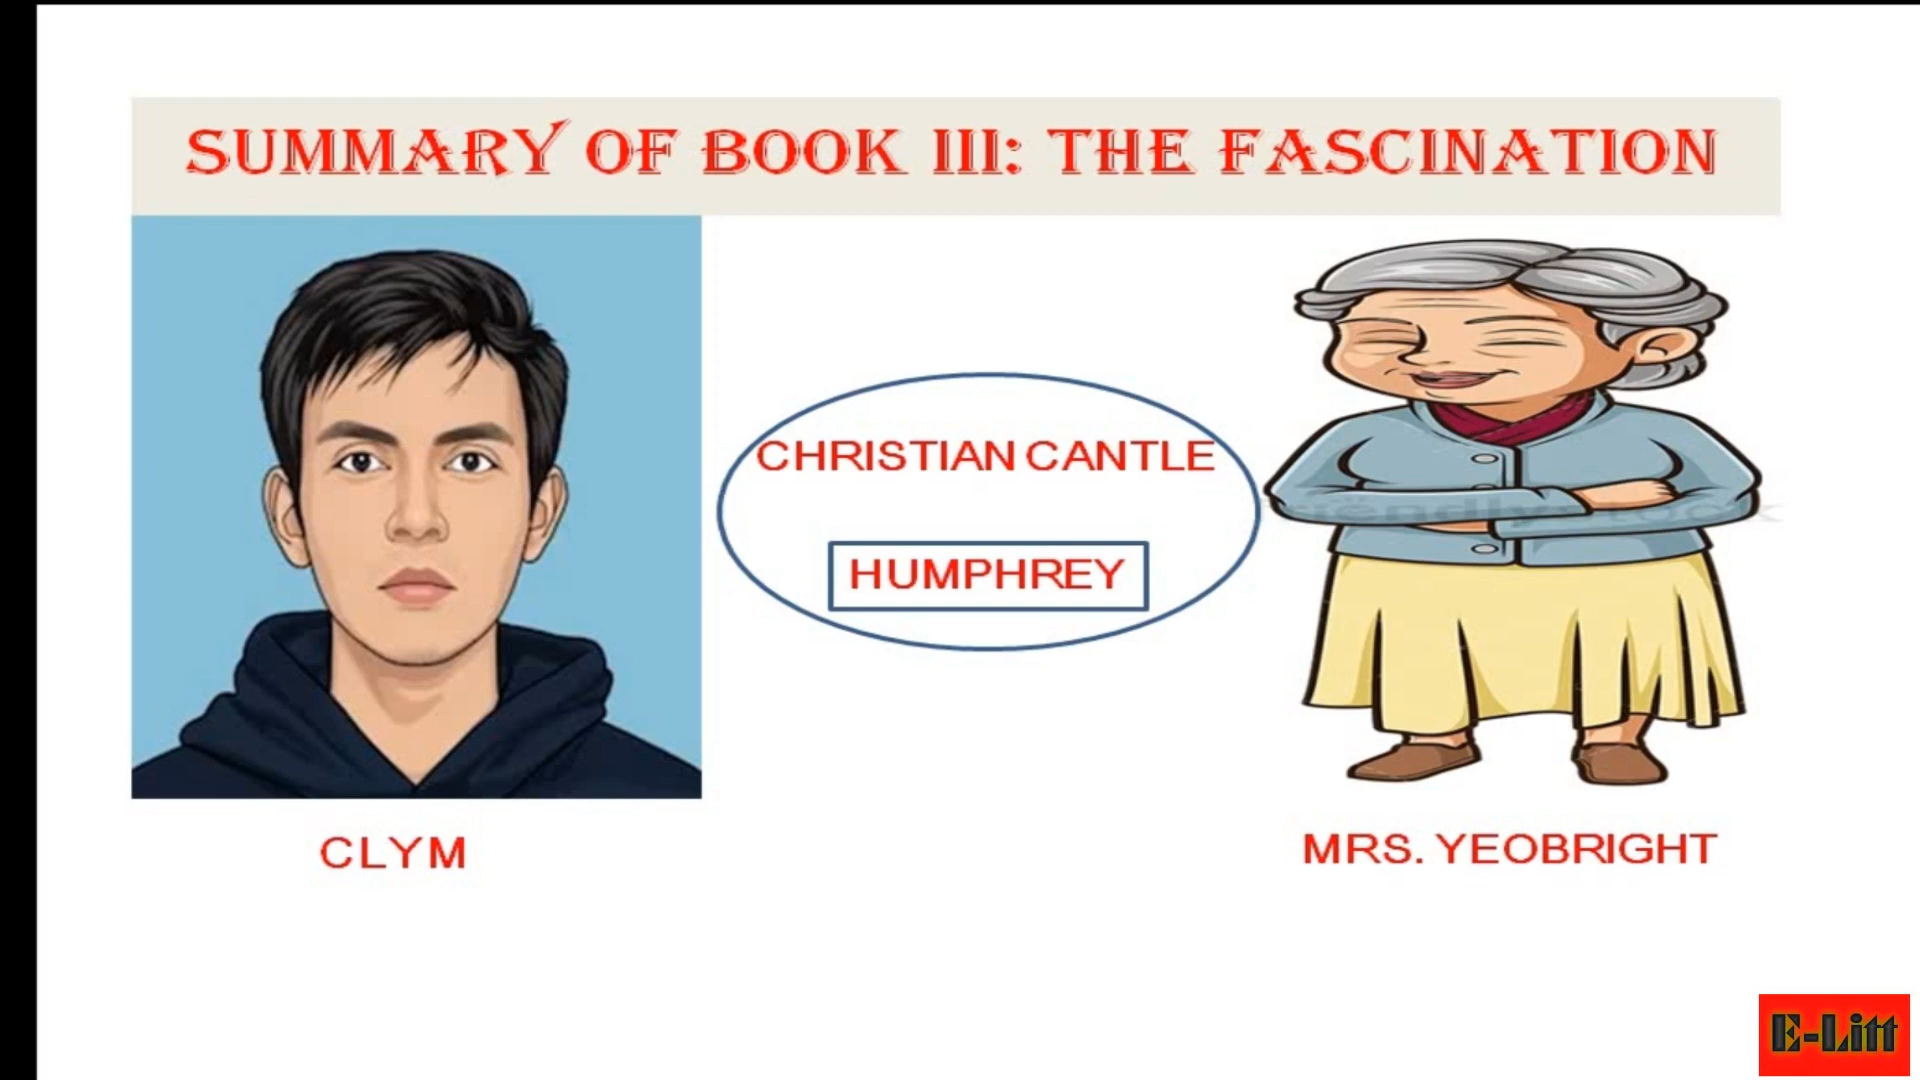 SUMMARY OF BOOK III: THE FASCINATION
CHRISTIAN CANTLE
HUMPHREY
CLYM
MRS. YEOBRIGHT
E-Litt